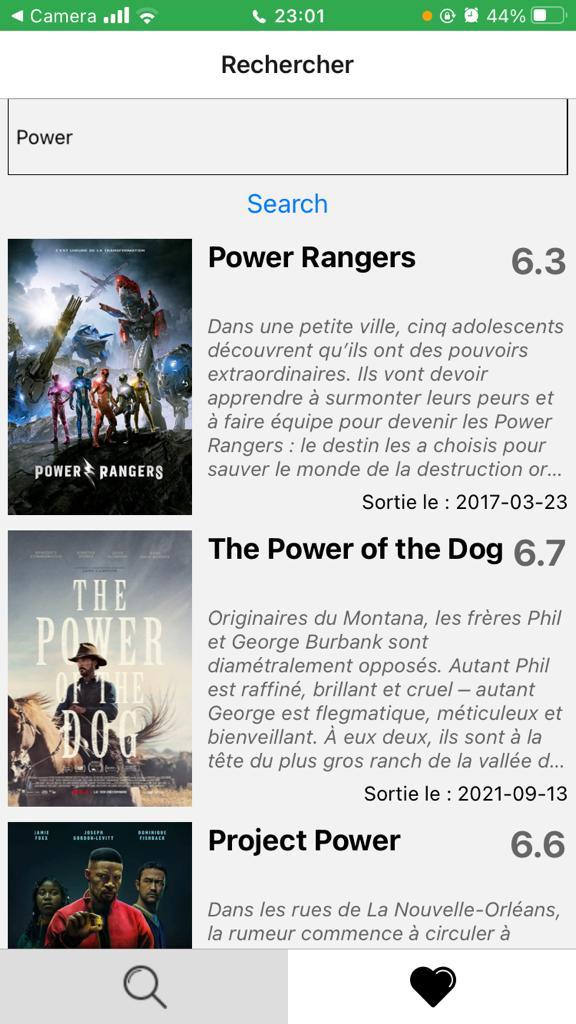 Camera 23:01 44%
Rechercher
Power
Search
C'EST L'HEURE DE LA TRANSFORMATION
POWER RANGERS
Power Rangers 6.3
Dans une petite ville, cinq adolescents
découvrent qu’ils ont des pouvoirs
extraordinaires. Ils vont devoir
apprendre à surmonter leurs peurs et
à faire équipe pour devenir les Power
Rangers : le destin les a choisis pour
sauver le monde de la destruction or...
Sortie le : 2017-03-23
THE
POWER
OF THE
DOG
The Power of the Dog 6.7
Originaires du Montana, les frères Phil
et George Burbank sont
diamétralement opposés. Autant Phil
est raffiné, brillant et cruel – autant
George est flegmatique, méticuleux et
bienveillant. À eux deux, ils sont à la
tête du plus gros ranch de la vallée d...
Sortie le : 2021-09-13
JAMIE JOSEPH DOMINIQUE
FOXX GORDON-LEVITT FISHBACK
Project Power 6.6
Dans les rues de La Nouvelle-Orléans,
la rumeur commence à circuler à